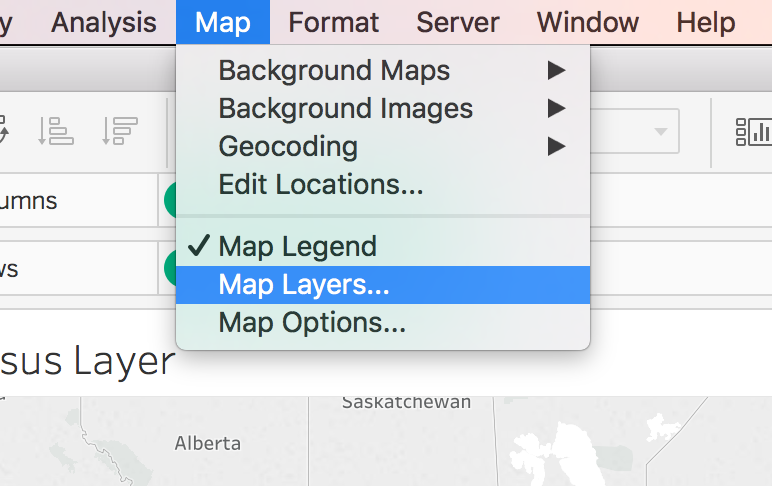 y Analysis Map Format Server Window Help
Background Maps
Background Images
Geocoding
Edit Locations...
umns
ws
Map Legend
Map Layers...
Map Options...
sus Layer
Saskatchewan
Alberta